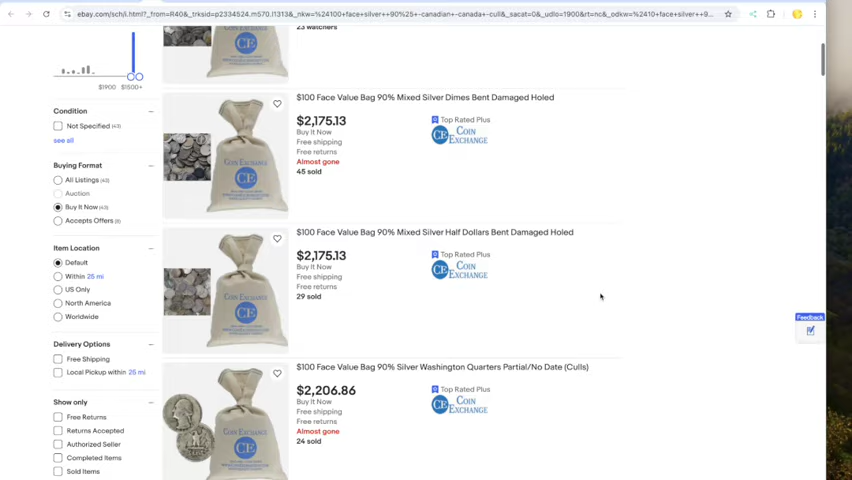 ebay.com/sch/i.html?_from=R40&_trksid=p2334524.m570.l1313&_nkw=%24100+face+silver++90%25+-canadian+-canada+-cull&_sacat=0&_udlo=1900&rt=nc&_odkw=%2410+face+silver++9...
23 watchers
$1900 $1500+
Condition
Not Specified (43)
see all
Buying Format
All Listings (43)
Auction
Buy It Now (43)
Accepts Offers (8)
Item Location
Default
Within 25 mi
US Only
North America
Worldwide
Delivery Options
Free Shipping
Local Pickup within 25 mi
Show only
Free Returns
Returns Accepted
Authorized Seller
Completed Items
Sold Items
$100 Face Value Bag 90% Mixed Silver Dimes Bent Damaged Holed
$2,175.13
Buy It Now
Free shipping
Free returns
Almost gone
45 sold
Top Rated Plus
CE COIN EXCHANGE
COIN EXCHANGE
CE
$100 Face Value Bag 90% Mixed Silver Half Dollars Bent Damaged Holed
$2,175.13
Buy It Now
Free shipping
Free returns
29 sold
Top Rated Plus
CE COIN EXCHANGE
COIN EXCHANGE
CE
$100 Face Value Bag 90% Silver Washington Quarters Partial/No Date (Culls)
$2,206.86
Buy It Now
Free shipping
Free returns
Almost gone
24 sold
Top Rated Plus
CE COIN EXCHANGE
COIN EXCHANGE
CE
Feedback